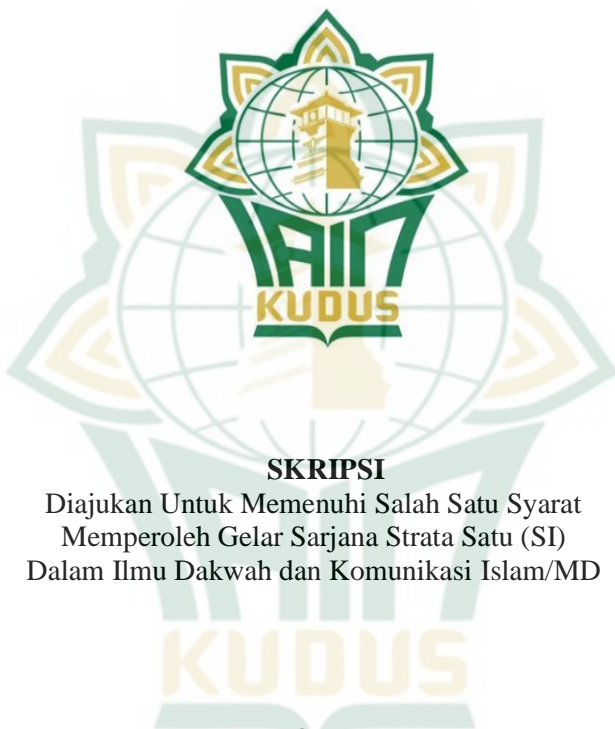 IAIN
KUDUS
SKRIPSI
Diajukan Untuk Memenuhi Salah Satu Syarat
Memperoleh Gelar Sarjana Strata Satu (SI)
Dalam Ilmu Dakwah dan Komunikasi Islam/MD
KUDUS